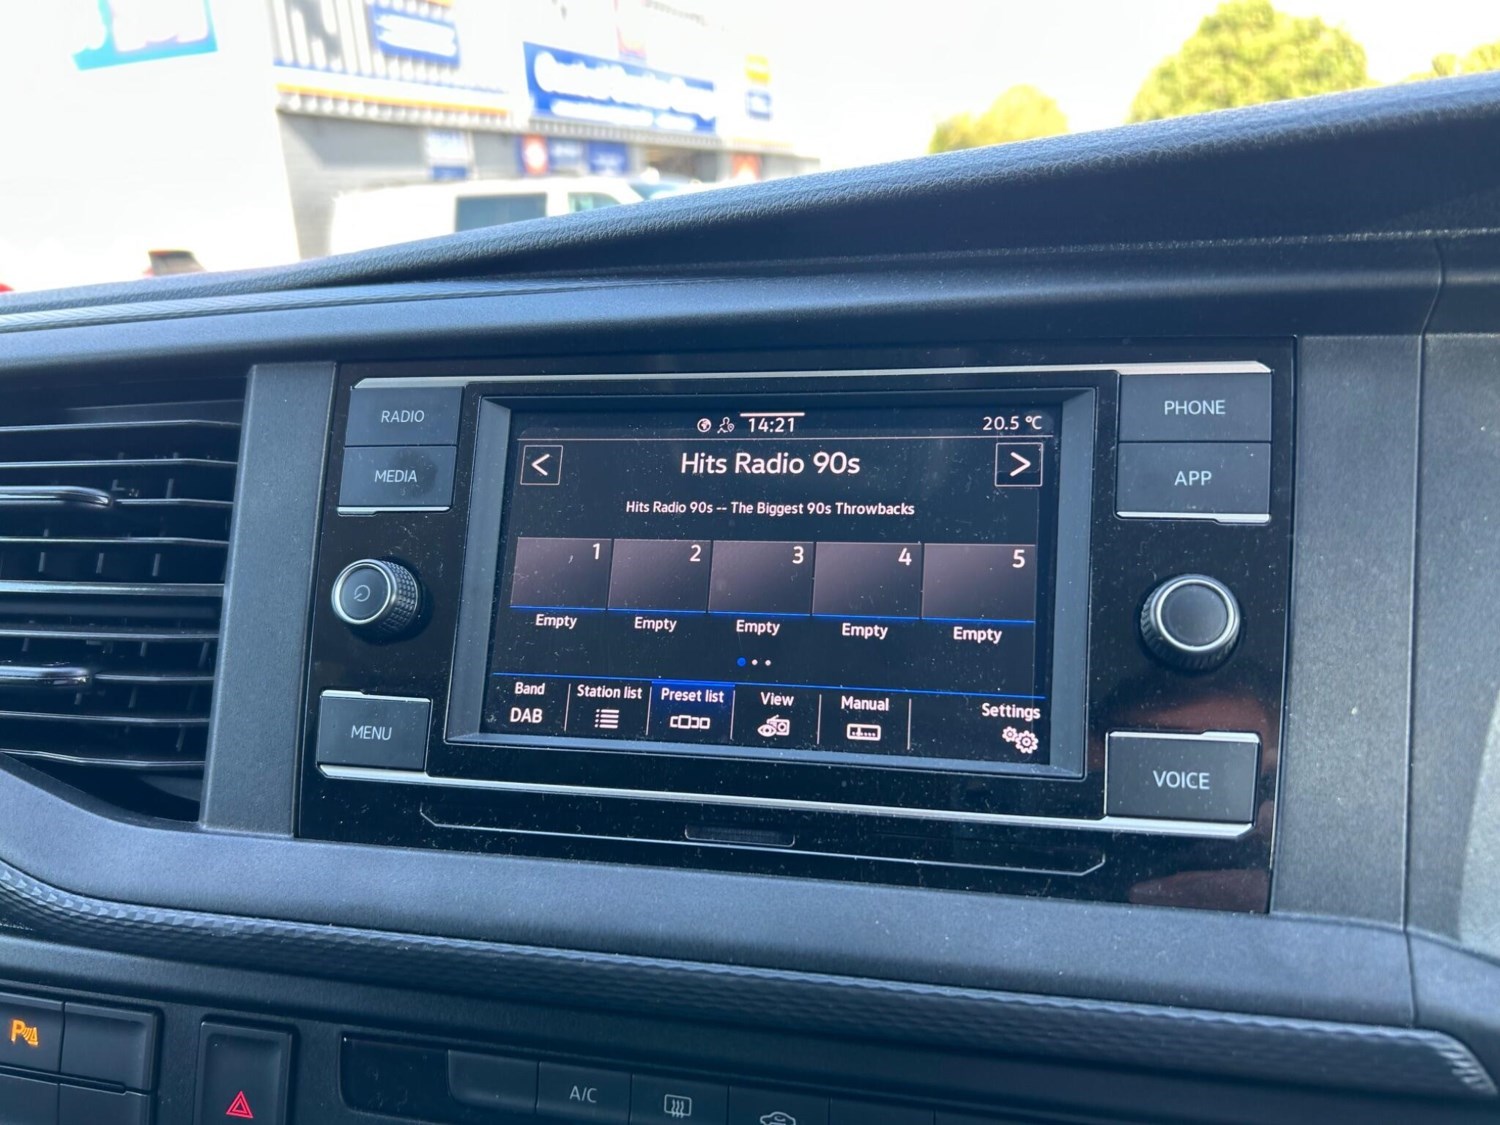 RADIO
MEDIA
MENU
14:21
20.5 °C
<
Hits Radio 90s
>
Hits Radio 90s -- The Biggest 90s Throwbacks
1 2 3 4 5
Empty Empty Empty Empty Empty
Band Station list Preset list View Manual Settings
DAB
PHONE
APP
VOICE
P
A/C